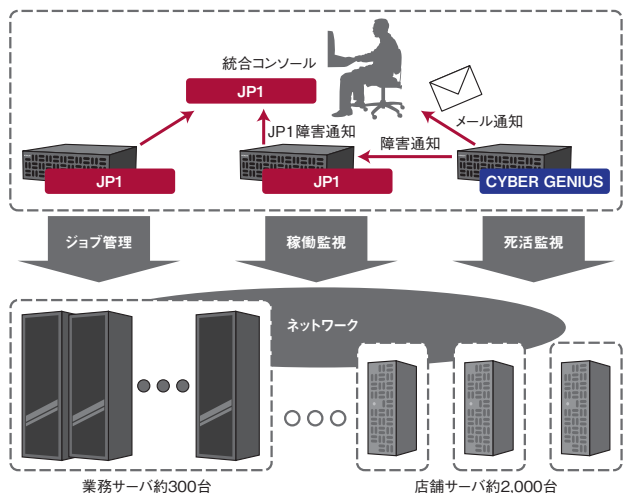 統合コンソール
JP1
JP1障害通知
障害通知
メール通知
JP1
JP1
CYBER GENIUS
ジョブ管理
稼働監視
死活監視
ネットワーク
業務サーバ約300台
店舗サーバ約2,000台